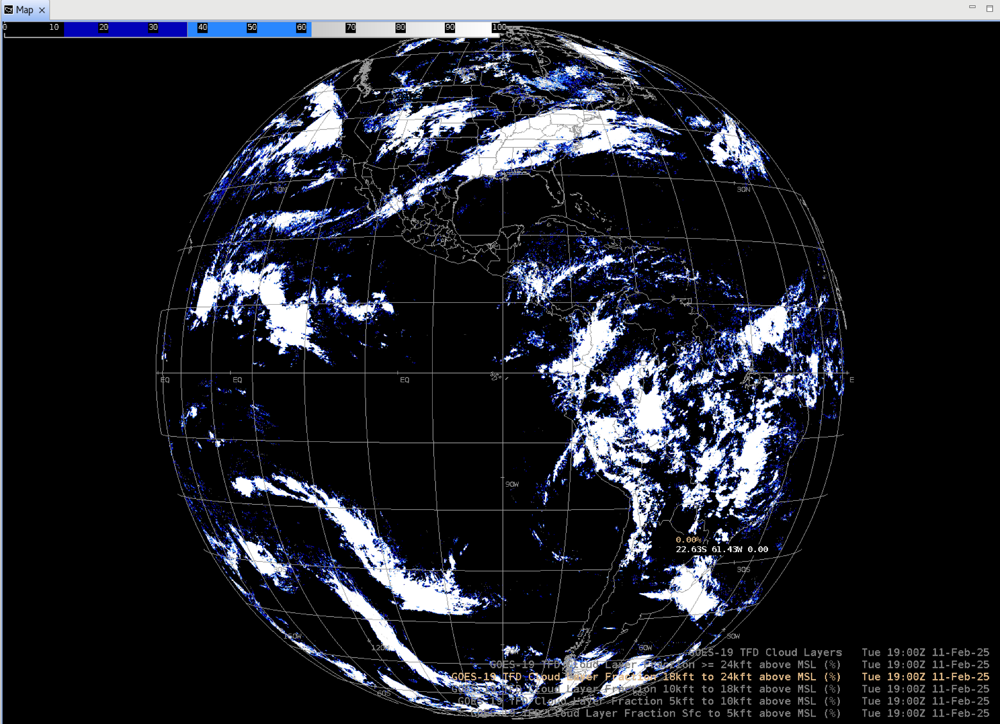 Map
0 10 20 30 40 50 60 70 80 90 100
30N 30N
EQ EQ EQ E
90W
0.00%
22.63S 61.43W 0.00
30S 30S
150W 30W
120W 60W
GOES-19 TFD Cloud Layers Tue 19:00Z 11-Feb-25
GOES-19 TFD Cloud Layer Fraction >= 24kft above MSL (%) Tue 19:00Z 11-Feb-25
GOES-19 TFD Cloud Layer Fraction 18kft to 24kft above MSL (%) Tue 19:00Z 11-Feb-25
GOES-19 TFD Cloud Layer Fraction 10kft to 18kft above MSL (%) Tue 19:00Z 11-Feb-25
60S 60S
GOES-19 TFD Cloud Layer Fraction 5kft to 10kft above MSL (%) Tue 19:00Z 11-Feb-25
* GOES-19 TFD Cloud Layer Fraction Sfc to 5kft above MSL (%) Tue 19:00Z 11-Feb-25